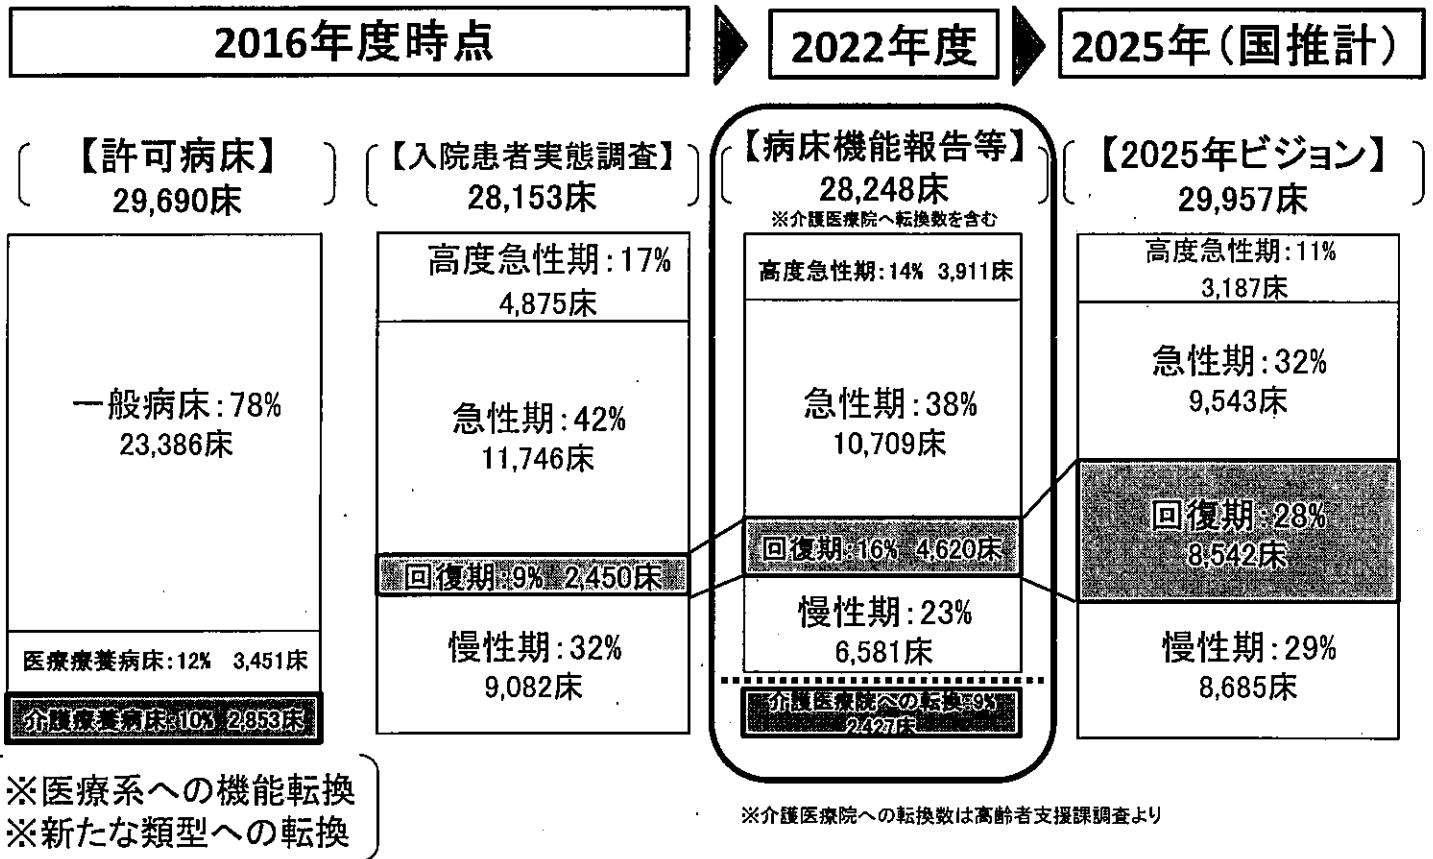 2016年度時点
2022年度
2025年(国推計)
【許可病床】
29,690床
【入院患者実態調査】
28,153床
【病床機能報告等】
28,248床
※介護医療院へ転換数を含む
【2025年ビジョン】
29,957床
一般病床:78%
23,386床
医療療養病床:12% 3,451床
介護療養病床:10% 2,853床
高度急性期:17%
4,875床
急性期:42%
11,746床
回復期:9% 2,450床
慢性期:32%
9,082床
高度急性期:14% 3,911床
急性期:38%
10,709床
回復期:16% 4,620床
慢性期:23%
6,581床
介護医療院への転換:9%
2,427床
高度急性期:11%
3,187床
急性期:32%
9,543床
回復期:28%
8,542床
慢性期:29%
8,685床
※医療系への機能転換
※新たな類型への転換
※介護医療院への転換数は高齢者支援課調査より